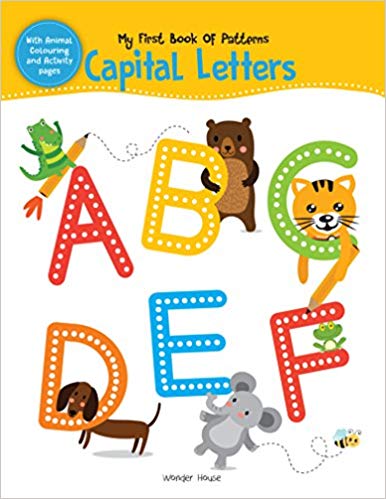 With Animal
Colouring
and Activity
pages
My First Book Of Patterns
Capital Letters
A B C
D E F
Wonder House